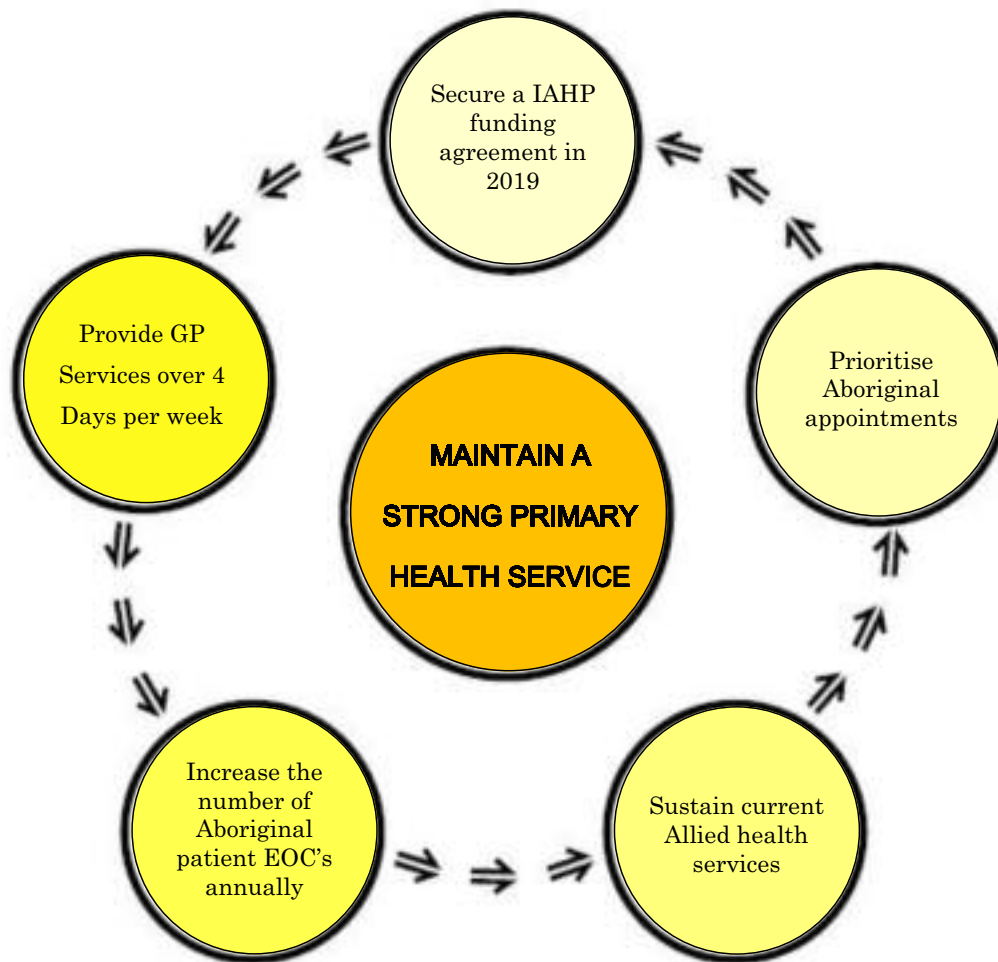 Secure a IAHP
funding
agreement in
2019
Provide GP
Services over 4
Days per week
Prioritise
Aboriginal
appointments
MAINTAIN A
STRONG PRIMARY
HEALTH SERVICE
Increase the
number of
Aboriginal
patient EOC’s
annually
Sustain current
Allied health
services